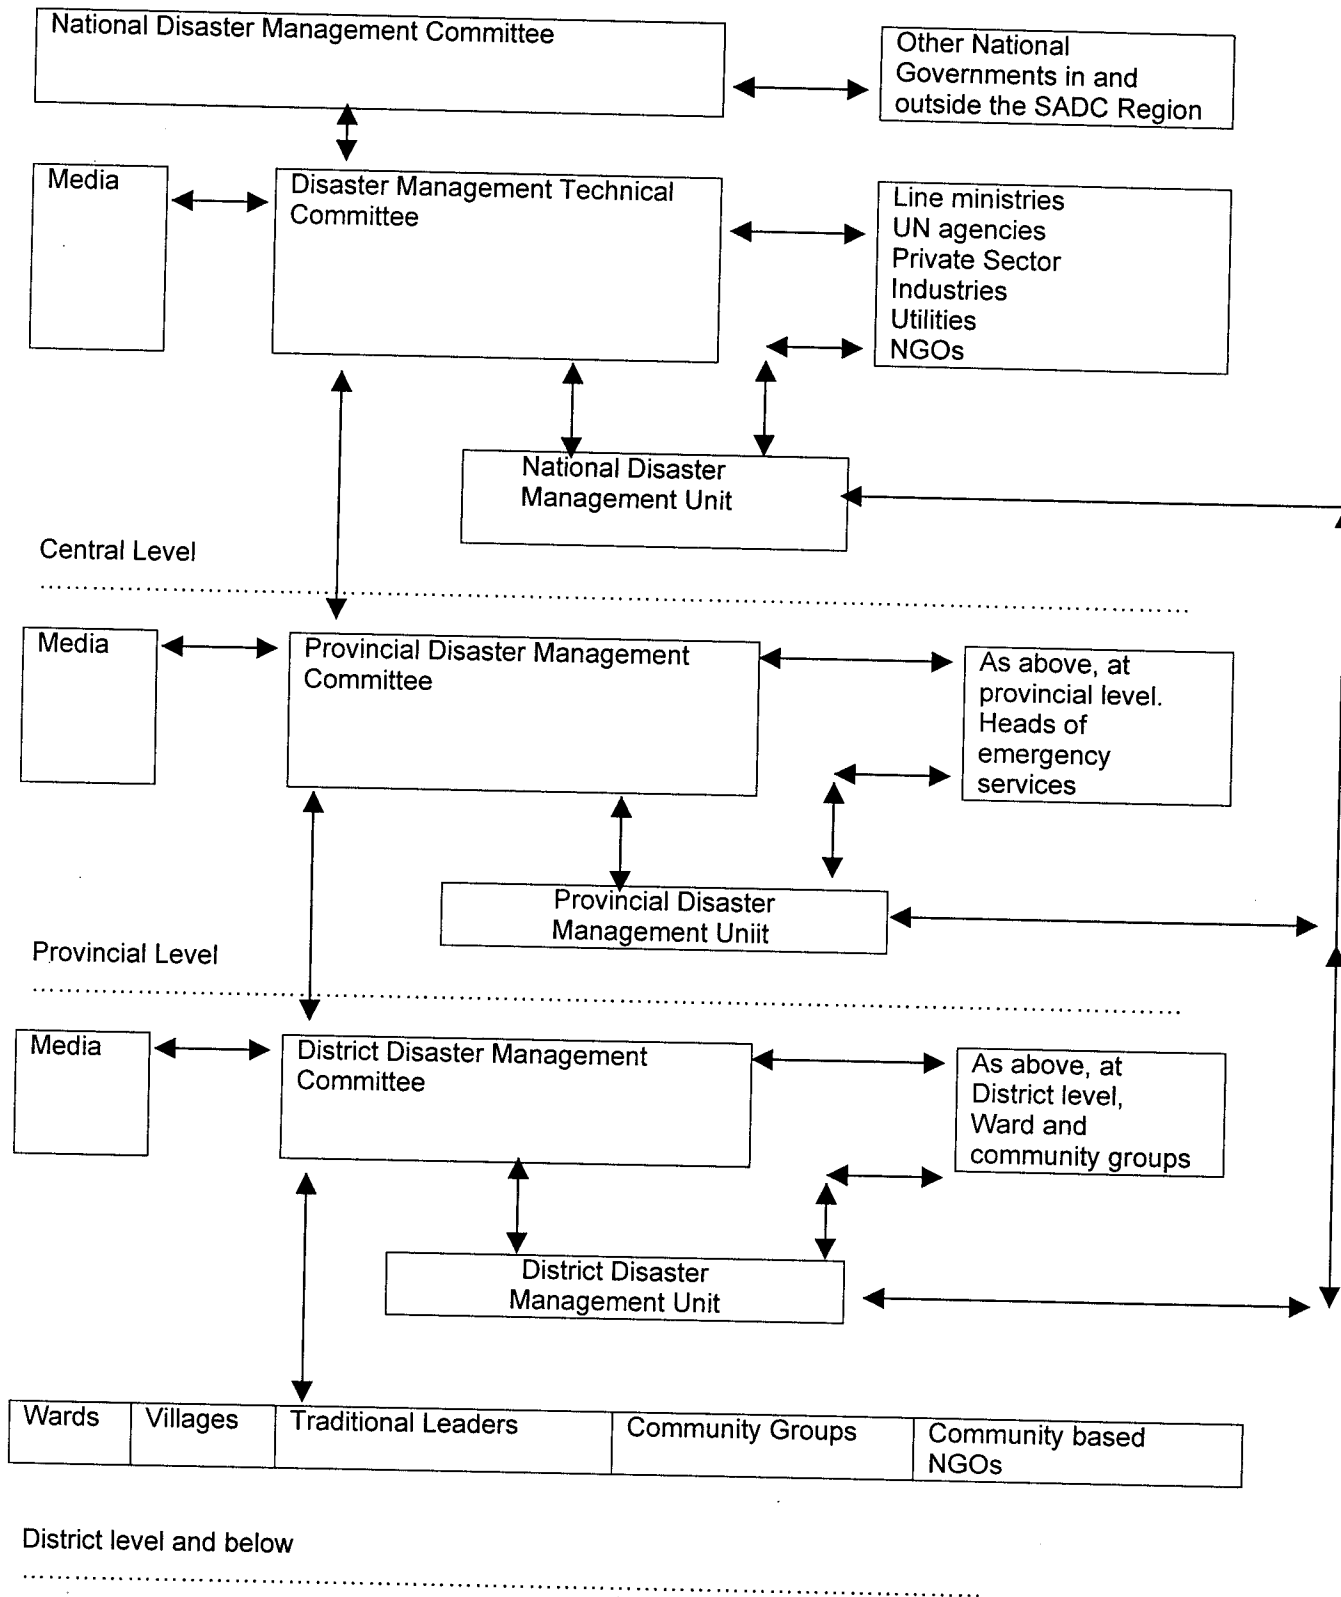 National Disaster Management Committee
Other National
Governments in and
outside the SADC Region
Media
Disaster Management Technical
Committee
Line ministries
UN agencies
Private Sector
Industries
Utilities
NGOs
National Disaster
Management Unit
Central Level
Media
Provincial Disaster Management
Committee
As above, at
provincial level.
Heads of
emergency
services
Provincial Disaster
Management Uniit
Provincial Level
Media
District Disaster Management
Committee
As above, at
District level,
Ward and
community groups
District Disaster
Management Unit
Wards
Villages
Traditional Leaders
Community Groups
Community based
NGOs
District level and below